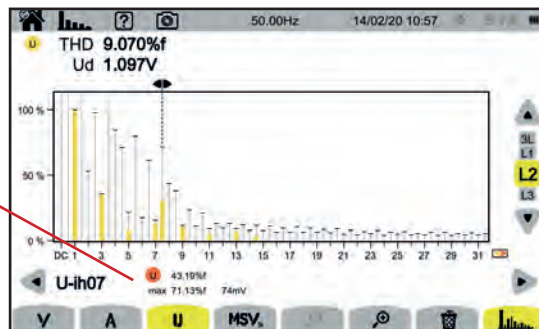 ? 50.00Hz 14/02/20 10:57
U THD 9.070%f
Ud 1.097V
100 %
50 %
0 %
DC 1 3 5 7 9 11 13 15 17 19 21 23 25 27 29 31
3L
L1
L2
L3
U-ih07
U 43.19%f
max 71.13%f 74mV
V A U MSV